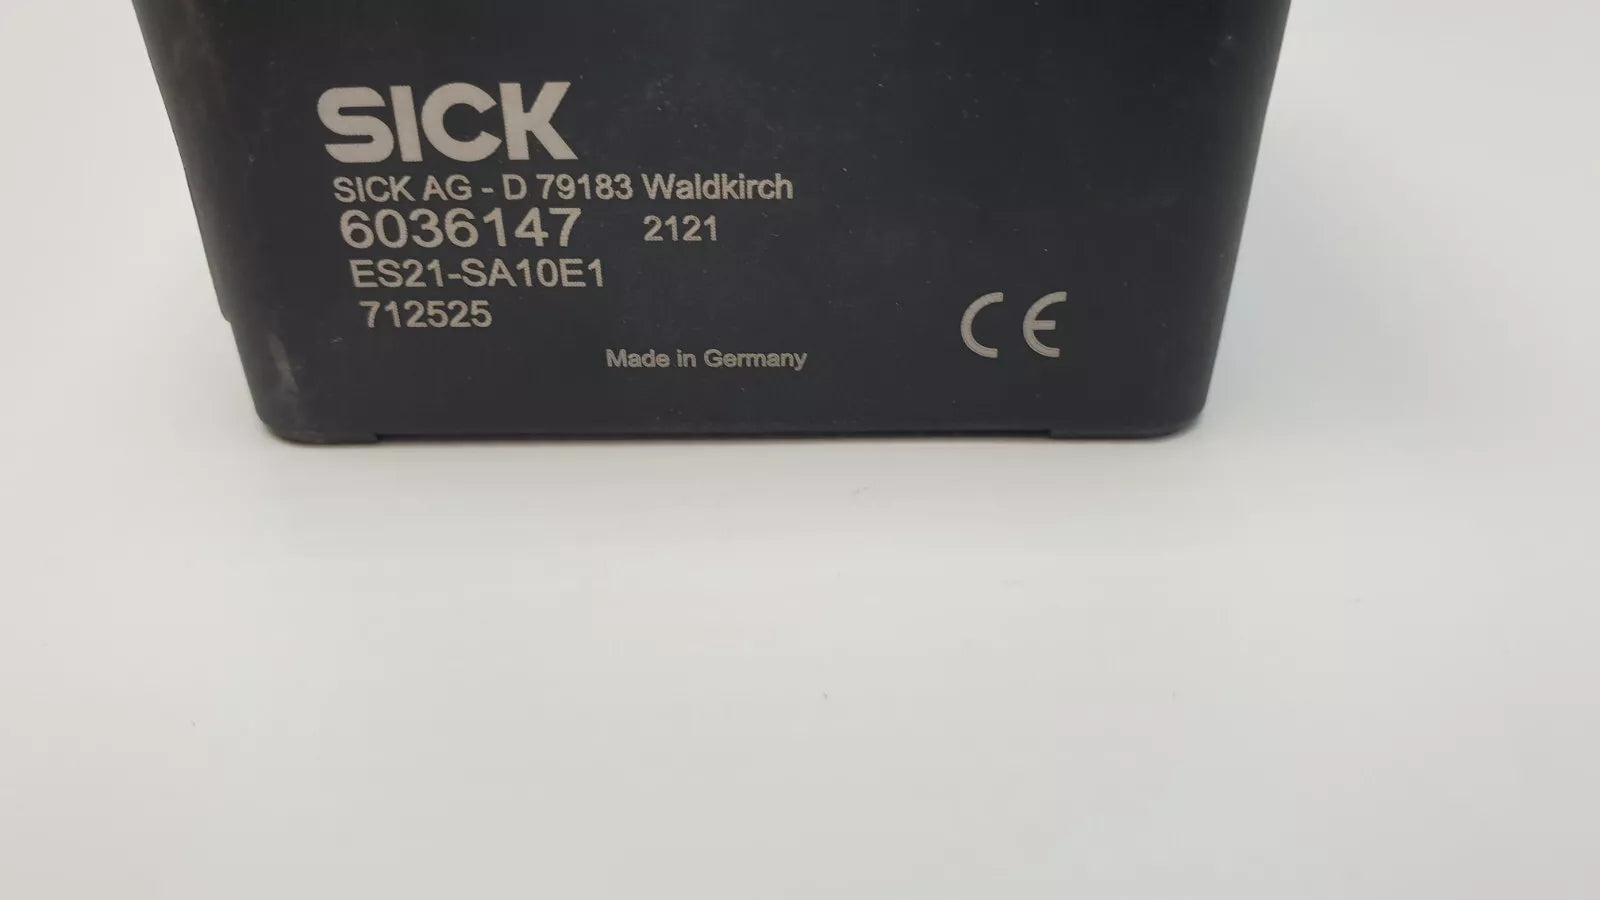 SICK
SICK AG - D 79183 Waldkirch
6036147 2121
ES21-SA10E1
712525
Made in Germany
CE